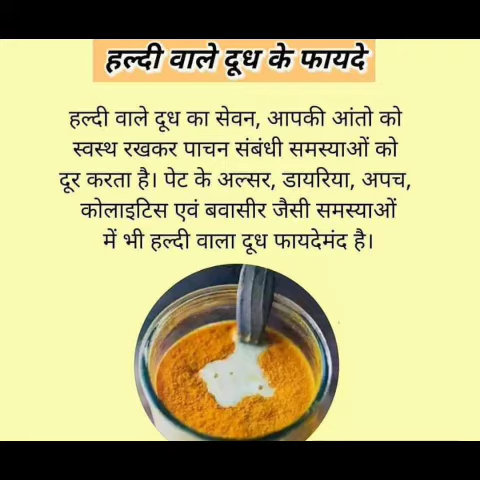 हल्दी वाले दूध के फायदे
हल्दी वाले दूध का सेवन, आपकी आंतो को
स्वस्थ रखकर पाचन संबंधी समस्याओं को
दूर करता है। पेट के अल्सर, डायरिया, अपच,
कोलाइटिस एवं बवासीर जैसी समस्याओं
में भी हल्दी वाला दूध फायदेमंद है।